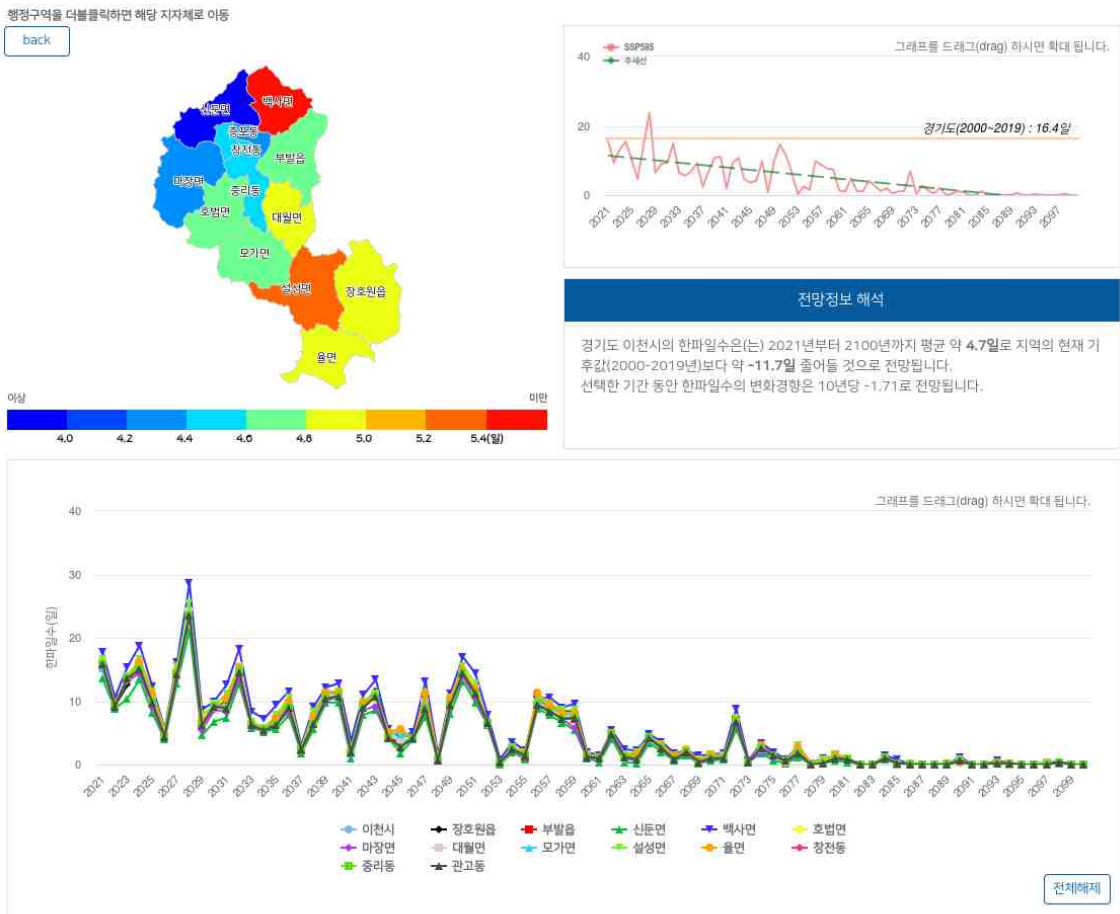 행정구역을 더블클릭하면 해당 지자체로 이동
back
신둔면
백사면
증포동
창전동
부발읍
마장면
중리동
호법면
대월면
모가면
설성면
장호원읍
율면
이상
미만
4.0 4.2 4.4 4.6 4.8 5.0 5.2 5.4(일)
SSP585
추세선
그래프를 드래그(drag) 하시면 확대 됩니다.
40
20
0
경기도(2000~2019) : 16.4일
2021 2025 2029 2033 2037 2041 2045 2049 2053 2057 2061 2065 2069 2073 2077 2081 2085 2089 2093 2097
전망정보 해석
경기도 이천시의 한파일수은(는) 2021년부터 2100년까지 평균 약 4.7일로 지역의 현재 기
후값(2000-2019년)보다 약 -11.7일 줄어들 것으로 전망됩니다.
선택한 기간 동안 한파일수의 변화경향은 10년당 -1.71로 전망됩니다.
그래프를 드래그(drag) 하시면 확대 됩니다.
한파일수(일)
40
30
20
10
0
2021 2023 2025 2027 2029 2031 2033 2035 2037 2039 2041 2043 2045 2047 2049 2051 2053 2055 2057 2059 2061 2063 2065 2067 2069 2071 2073 2075 2077 2079 2081 2083 2085 2087 2089 2091 2093 2095 2097 2099
이천시 장호원읍 부발읍 신둔면 백사면 호법면
마장면 대월면 모가면 설성면 율면 창전동
중리동 관고동
전체해제